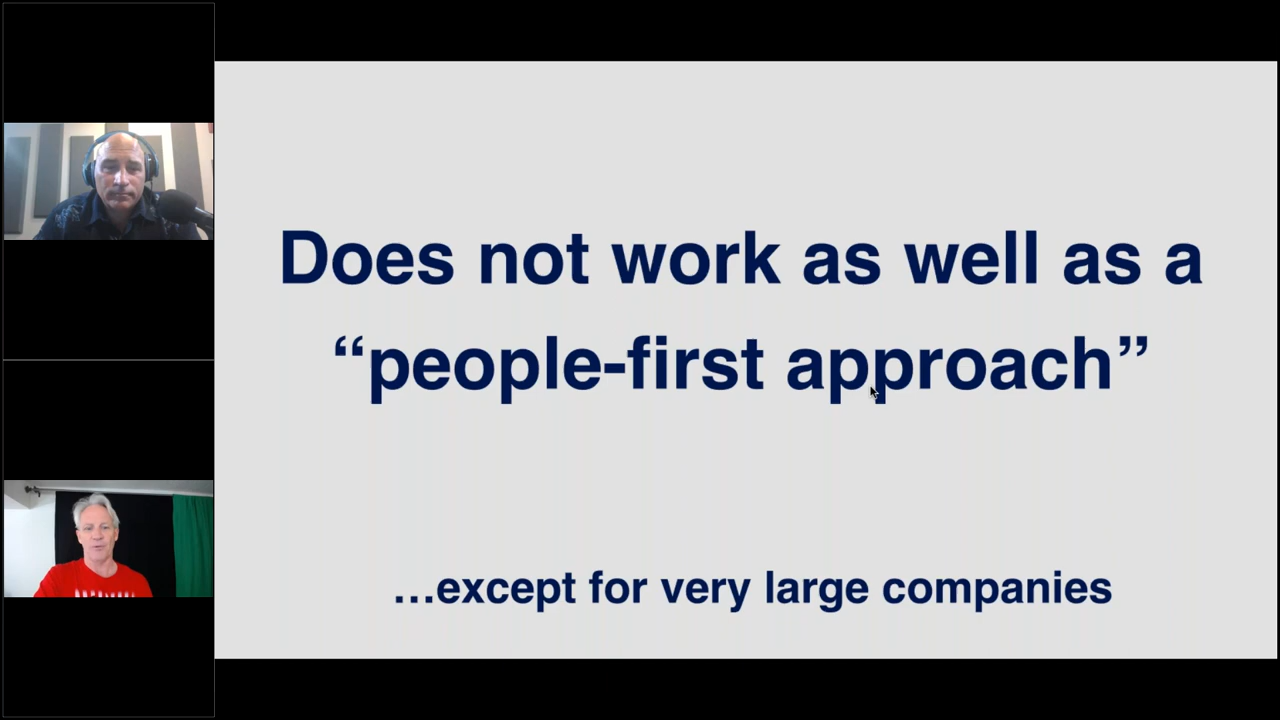 Does not work as well as a
“people-first approach”
…except for very large companies